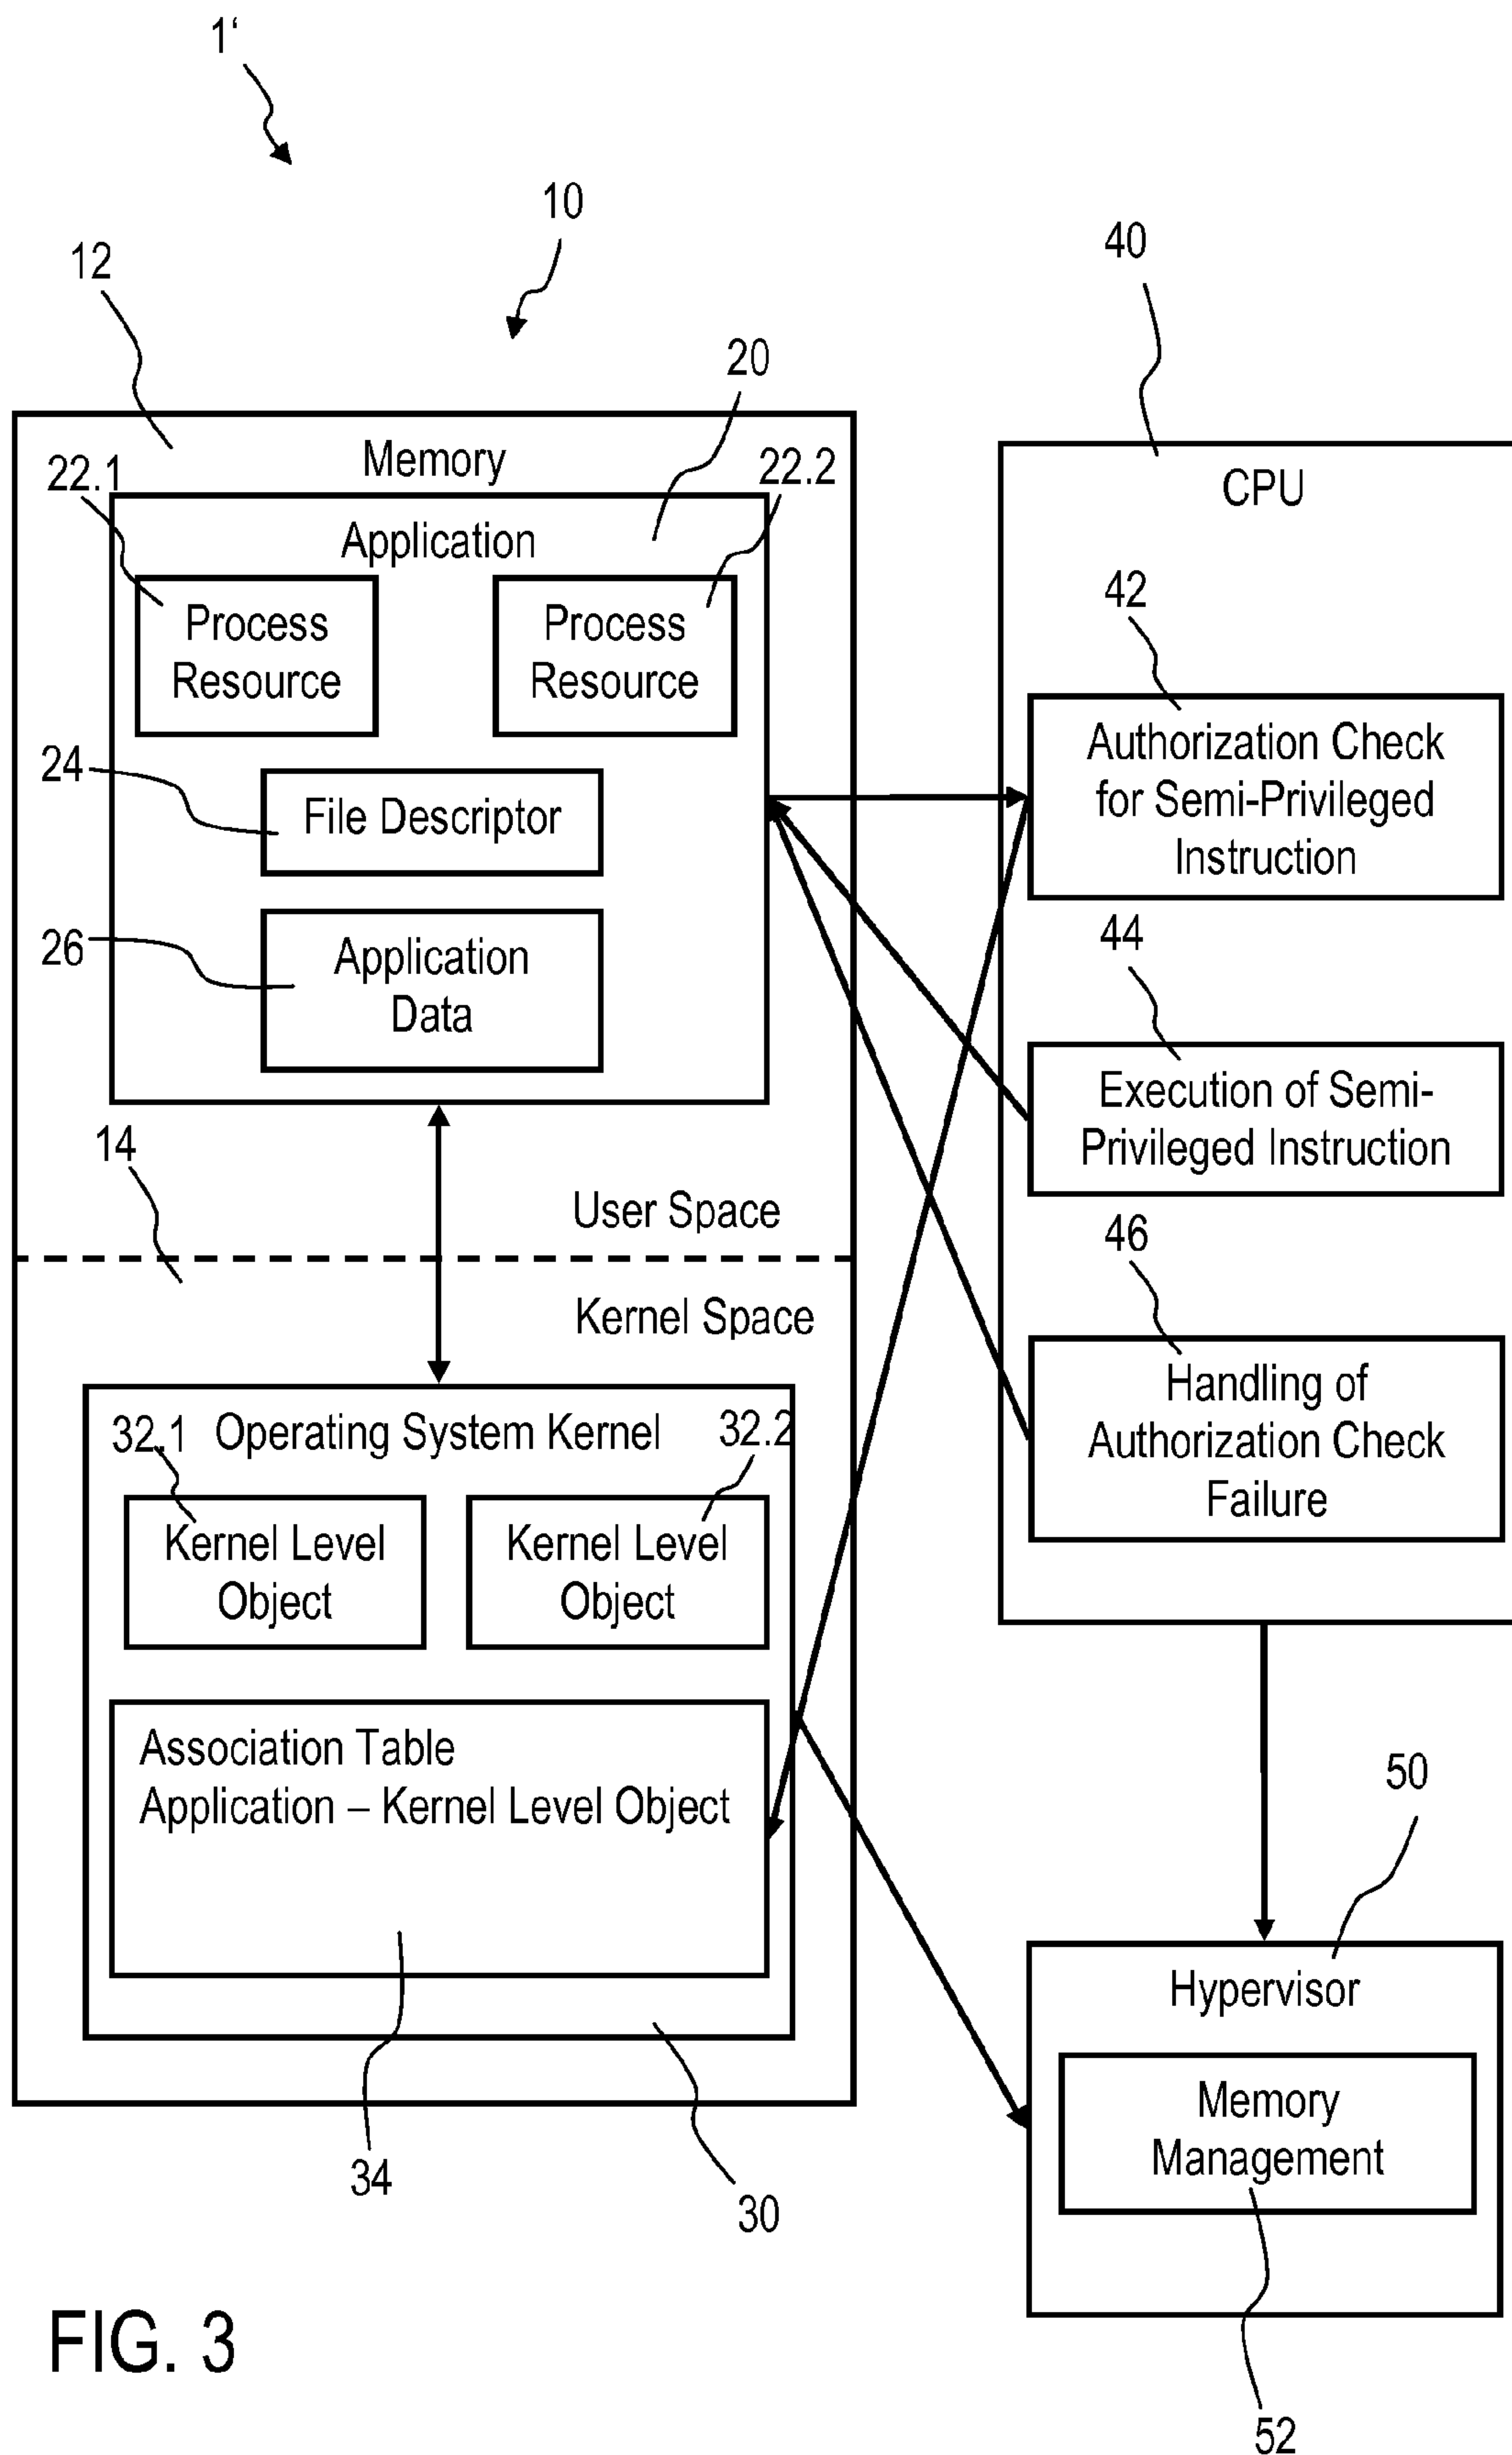 1‘
10
12
40
20
Memory
22.1
22.2
CPU
Application
Process
Resource
Process
Resource
42
24
File Descriptor
Authorization Check
for Semi-Privileged
Instruction
26
Application
Data
44
Execution of Semi-
Privileged Instruction
14
User Space
46
Kernel Space
Handling of
Authorization Check
Failure
32.1
Operating System Kernel
32.2
Kernel Level
Object
Kernel Level
Object
Association Table
Application – Kernel Level Object
50
Hypervisor
Memory
Management
34
30
FIG. 3
52